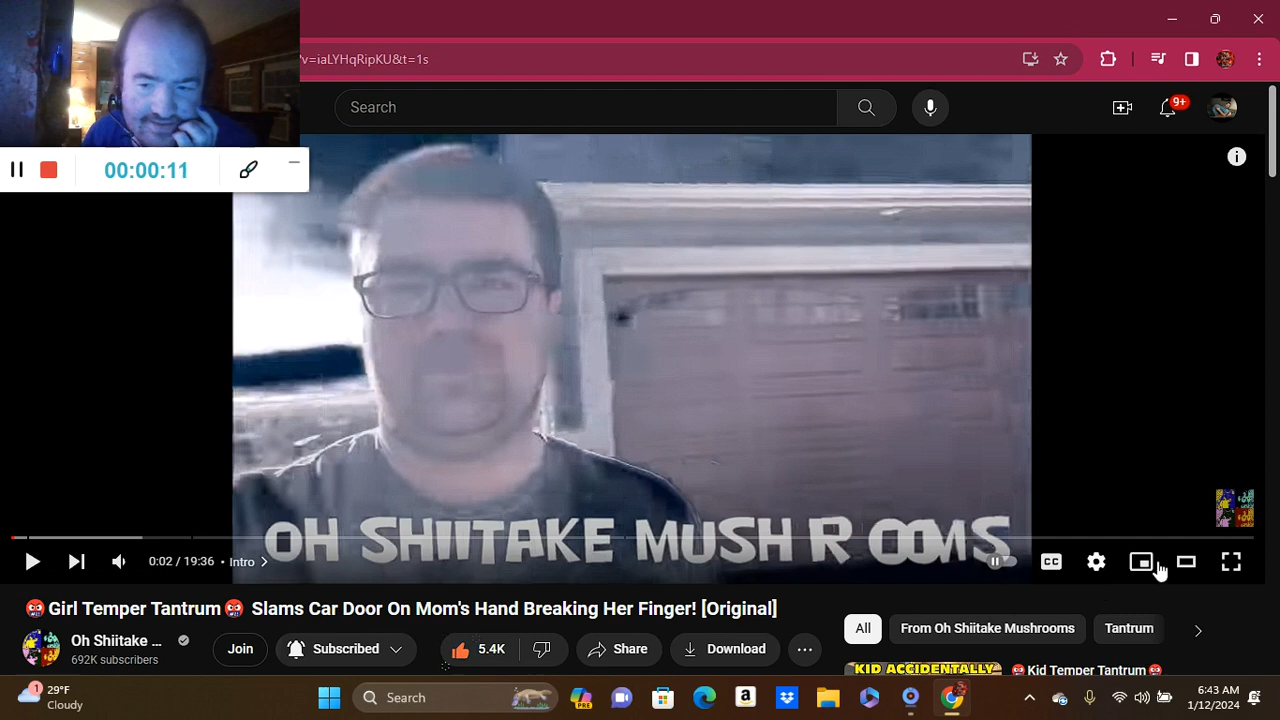 v=iaLYHqRipKU&t=1s
Search
9+
00:00:11
OH SHIITAKE MUSHROOMS
0:02 / 19:36 • Intro
CC
😡Girl Temper Tantrum😡 Slams Car Door On Mom's Hand Breaking Her Finger! [Original]
Oh Shiitake ...
692K subscribers
Join
Subscribed
5.4K
Share
Download
All
From Oh Shiitake Mushrooms
Tantrum
KID ACCIDENTALLY
😡Kid Temper Tantrum😡
1
29°F
Cloudy
Search
PRE
6:43 AM
1/12/2024